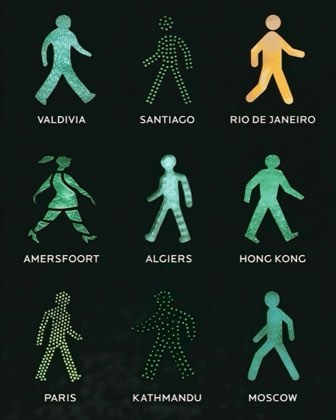 VALDIVIA
SANTIAGO
RIO DE JANEIRO
AMERSFOORT
ALGIERS
HONG KONG
PARIS
KATHMANDU
MOSCOW